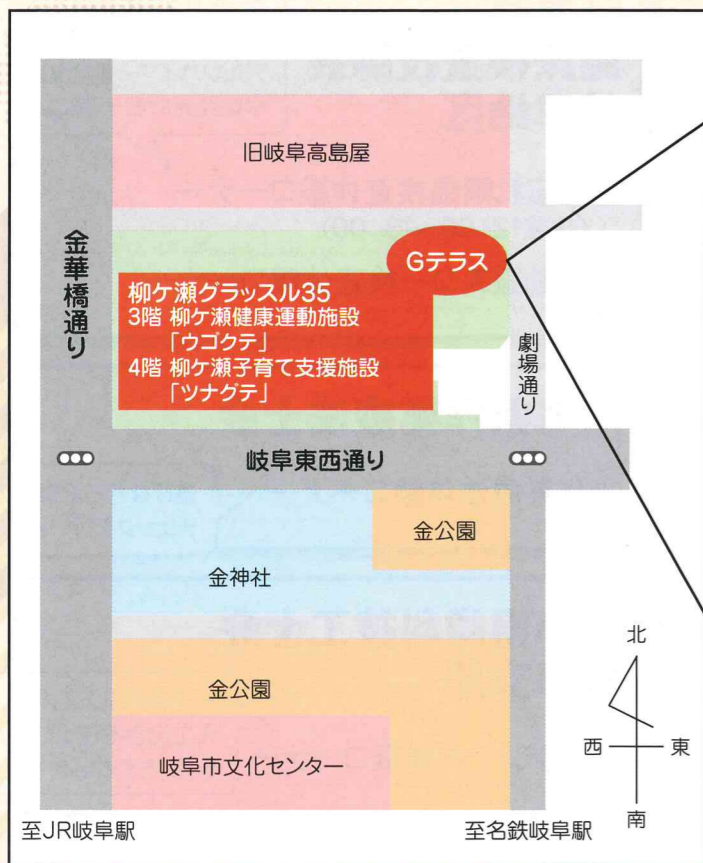 旧岐阜高島屋
金華橋通り
Gテラス
柳ケ瀬グラッスル35
3階 柳ケ瀬健康運動施設
「ウゴクテ」
4階 柳ケ瀬子育て支援施設
「ツナグテ」
劇場通り
岐阜東西通り
金公園
金神社
金公園
岐阜市文化センター
北
西
東
南
至JR岐阜駅
至名鉄岐阜駅